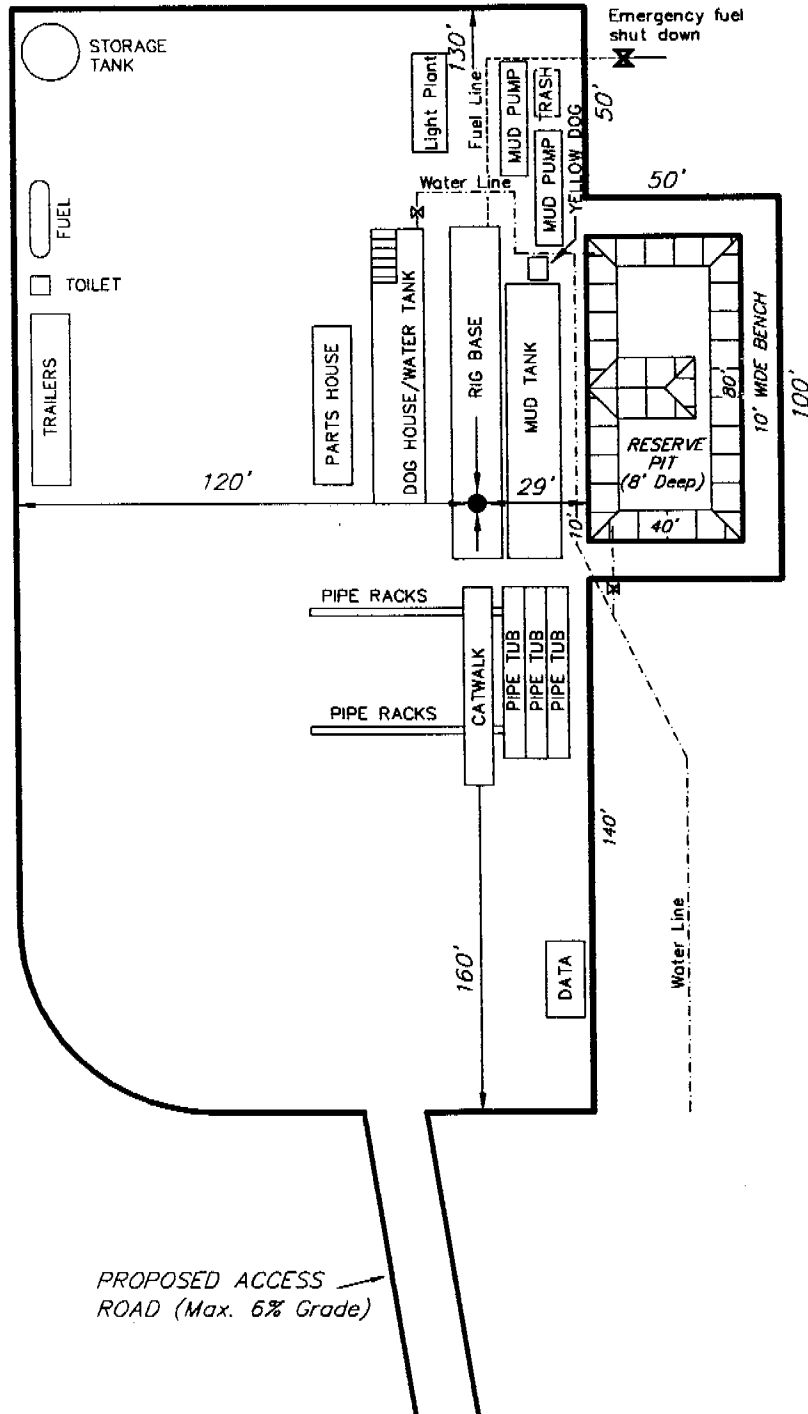 Emergency fuel
shut down
STORAGE
TANK
130'
Light Plant
Fuel Line
MUD PUMP
TRASH
50'
MUD PUMP
YELLOW DOG
Water Line
50'
FUEL
TOILET
TRAILERS
PARTS HOUSE
DOG HOUSE/WATER TANK
RIG BASE
MUD TANK
80'
10' WIDE BENCH
100'
RESERVE
PIT
(8' Deep)
120'
29'
10'
40'
PIPE RACKS
CATWALK
PIPE TUB
PIPE TUB
PIPE TUB
PIPE RACKS
140'
160'
DATA
Water Line
PROPOSED ACCESS
ROAD (Max. 6% Grade)